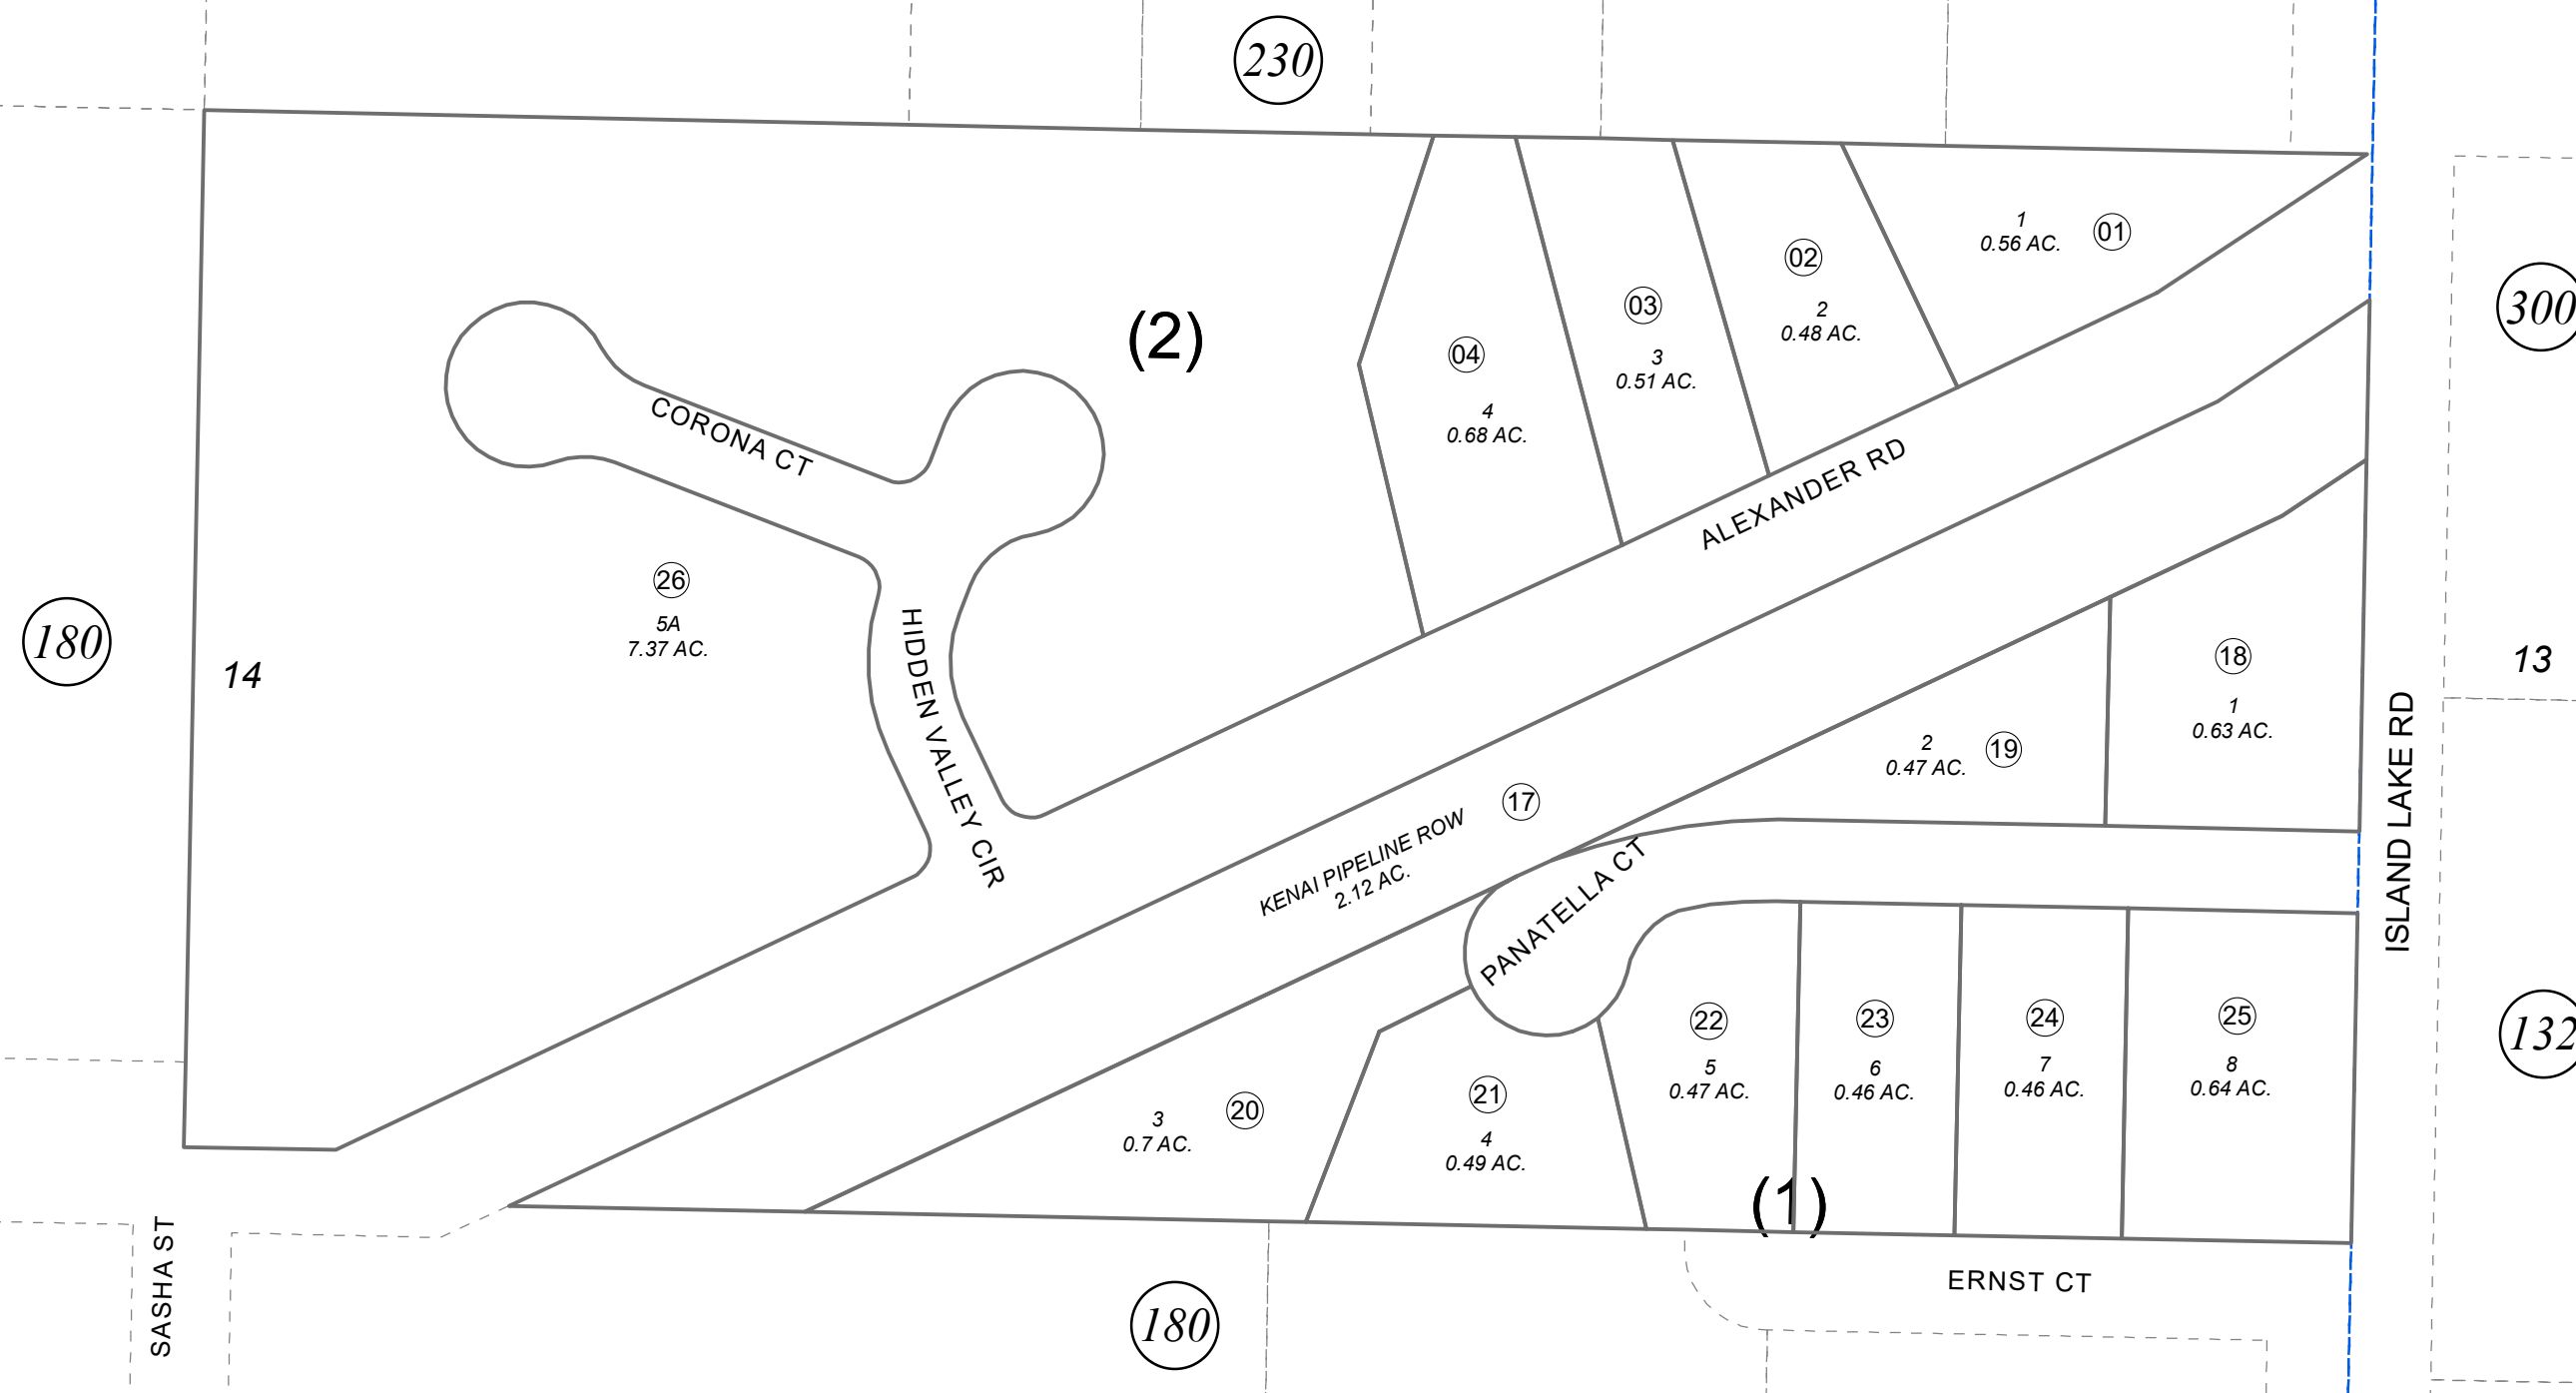 230
1
0.56 AC.
01
02
2
0.48 AC.
03
3
0.51 AC.
04
4
0.68 AC.
(2)
300
CORONA CT
ALEXANDER RD
26
5A
7.37 AC.
180
14
HIDDEN VALLEY CIR
13
18
1
0.63 AC.
2
0.47 AC.
19
17
KENAI PIPELINE ROW
2.12 AC.
PANATELLA CT
ISLAND LAKE RD
132
22
5
0.47 AC.
23
6
0.46 AC.
24
7
0.46 AC.
25
8
0.64 AC.
3
0.7 AC.
20
21
4
0.49 AC.
(1)
SASHA ST
180
ERNST CT